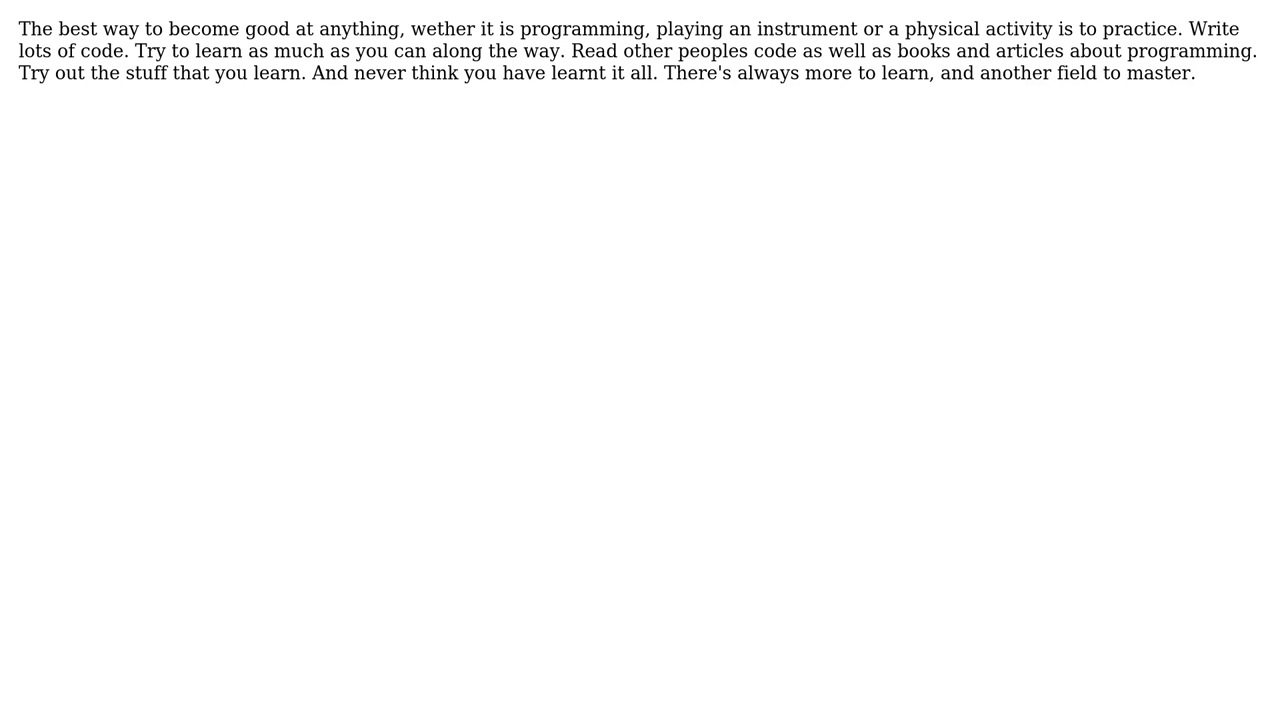 The best way to become good at anything, wether it is programming, playing an instrument or a physical activity is to practice. Write
lots of code. Try to learn as much as you can along the way. Read other peoples code as well as books and articles about programming.
Try out the stuff that you learn. And never think you have learnt it all. There's always more to learn, and another field to master.